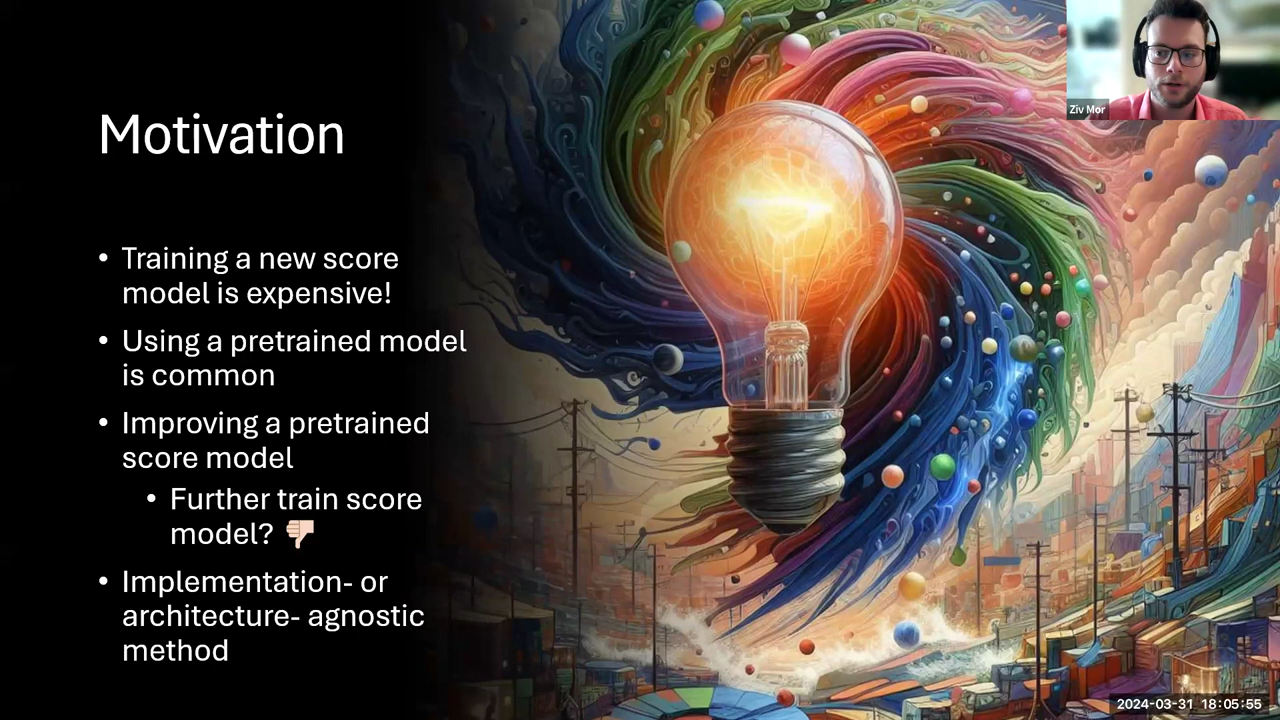 Motivation
• Training a new score
model is expensive!
• Using a pretrained model
is common
• Improving a pretrained
score model
• Further train score
model? 👎
• Implementation- or
architecture- agnostic
method
Ziv Mor
2024-03-31 18:05:55